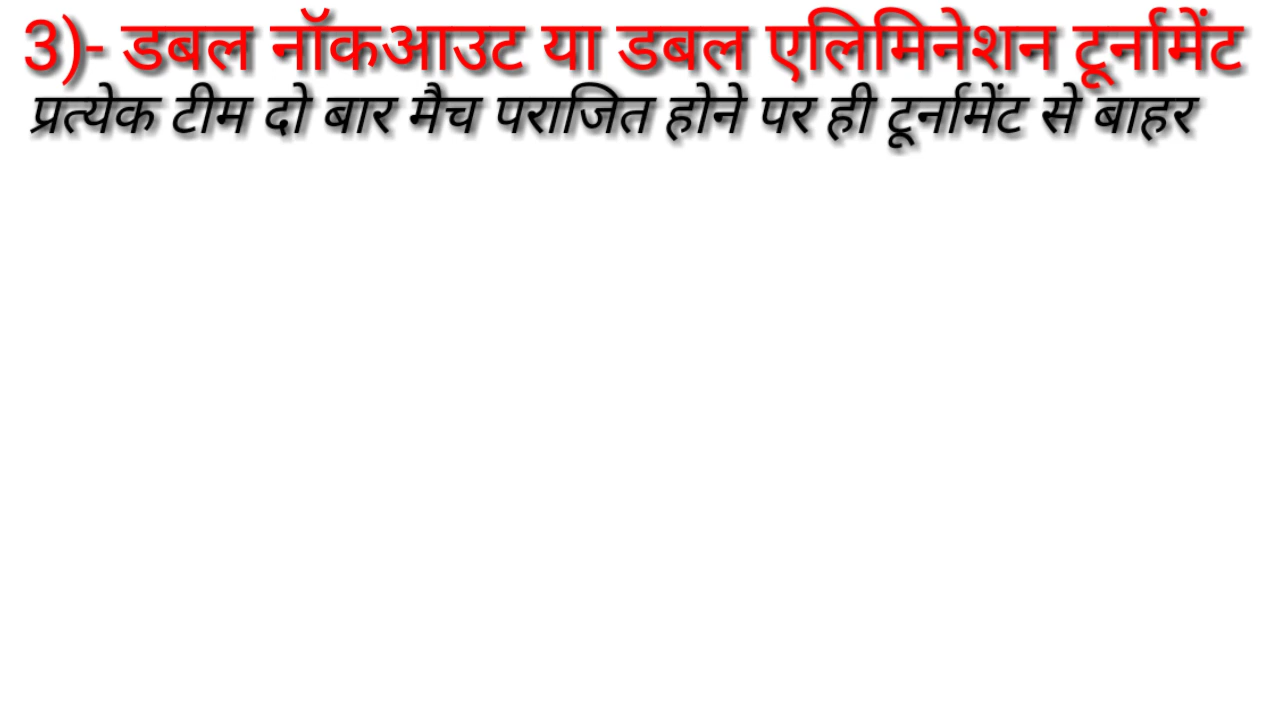 3)- डबल नॉकआउट या डबल एलिमिनेशन टूर्नामेंट
प्रत्येक टीम दो बार मैच पराजित होने पर ही टूर्नामेंट से बाहर